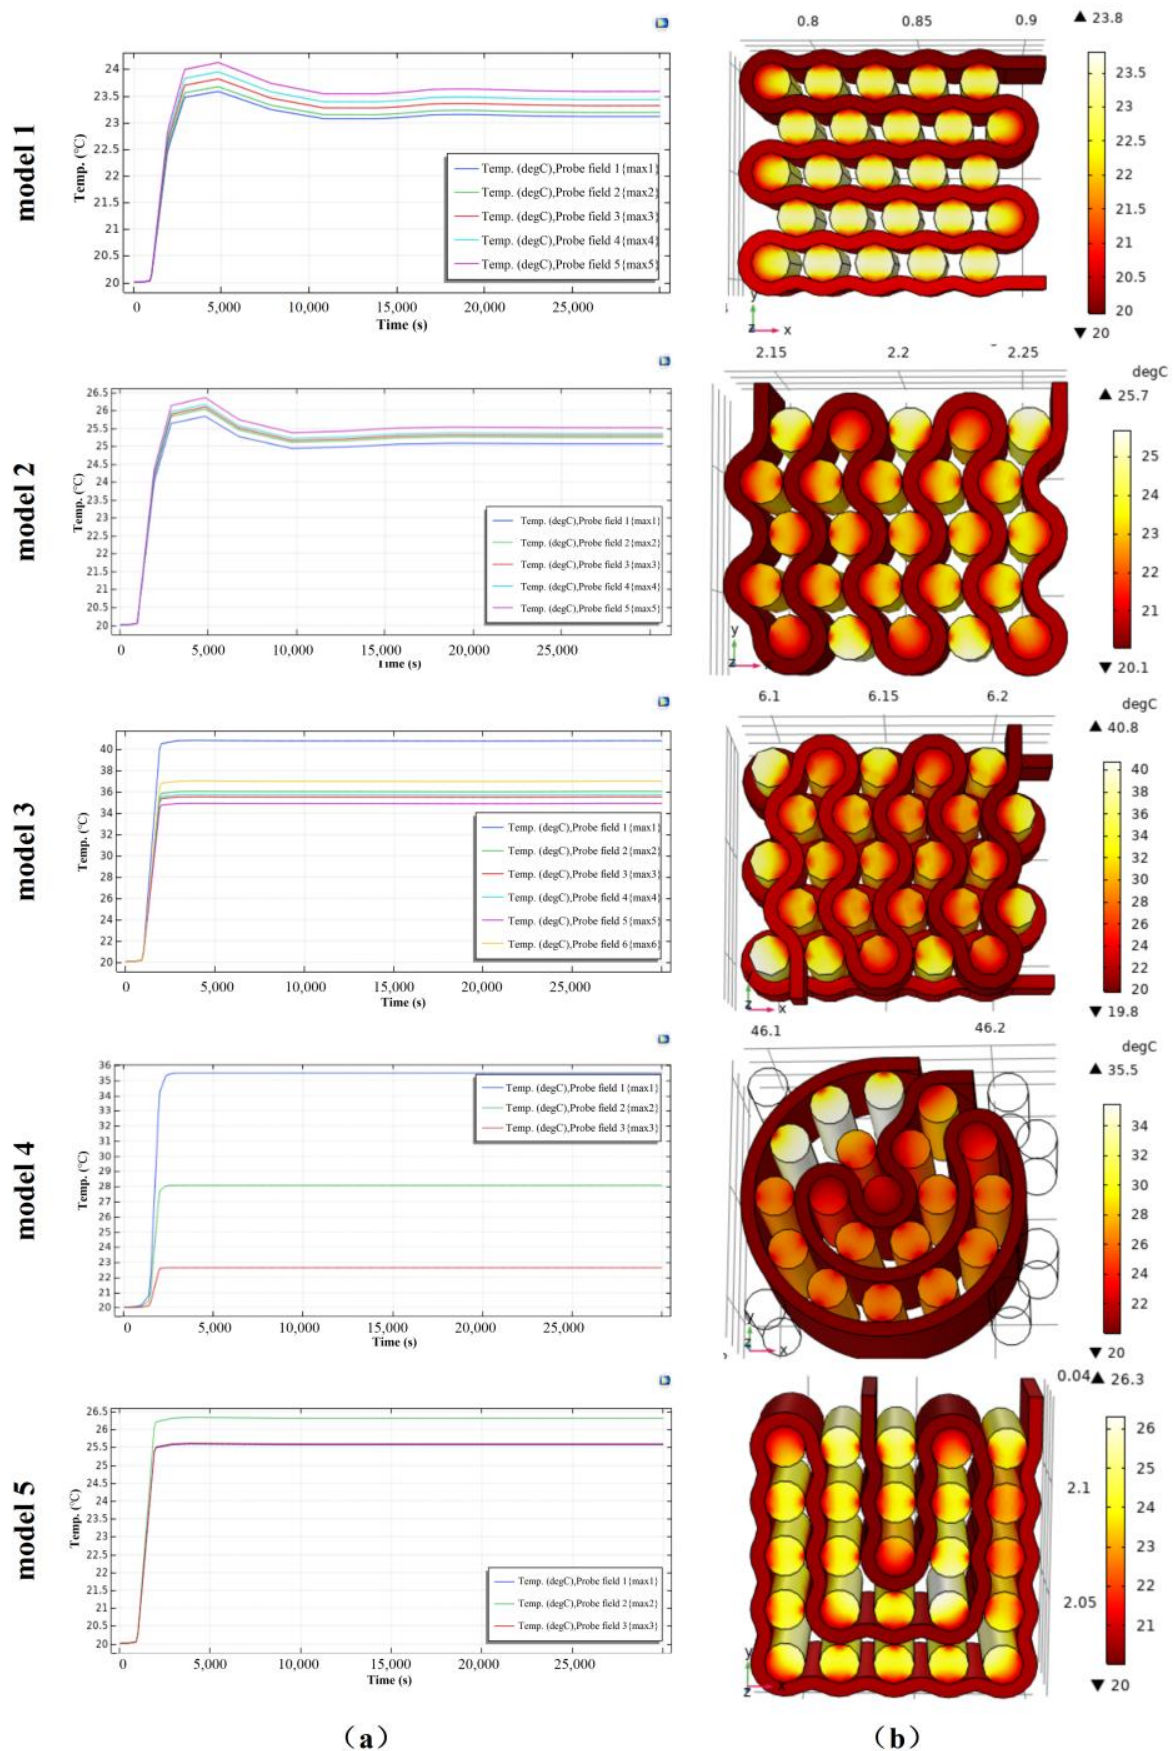 model 1
Temp. (°C)
24
23.5
23
22.5
22
21.5
21
20.5
20
0 5,000 10,000 15,000 20,000 25,000
Time (s)
Temp. (degC),Probe field 1{max1}
Temp. (degC),Probe field 2{max2}
Temp. (degC),Probe field 3{max3}
Temp. (degC),Probe field 4{max4}
Temp. (degC),Probe field 5{max5}
0.8 0.85 0.9
▲ 23.8
23.5
23
22.5
22
21.5
21
20.5
20
▼ 20
y
z x
model 2
Temp. (°C)
26.5
26
25.5
25
24.5
24
23.5
23
22.5
22
21.5
21
20.5
20
0 5,000 10,000 15,000 20,000 25,000
Time (s)
Temp. (degC),Probe field 1{max1}
Temp. (degC),Probe field 2{max2}
Temp. (degC),Probe field 3{max3}
Temp. (degC),Probe field 4{max4}
Temp. (degC),Probe field 5{max5}
2.15 2.2 2.25
degC
▲ 25.7
25
24
23
22
21
▼ 20.1
y
z
model 3
Temp. (°C)
40
38
36
34
32
30
28
26
24
22
20
0 5,000 10,000 15,000 20,000 25,000
Time (s)
Temp. (degC),Probe field 1{max1}
Temp. (degC),Probe field 2{max2}
Temp. (degC),Probe field 3{max3}
Temp. (degC),Probe field 4{max4}
Temp. (degC),Probe field 5{max5}
Temp. (degC),Probe field 6{max6}
6.1 6.15 6.2
degC
▲ 40.8
40
38
36
34
32
30
28
26
24
22
20
▼ 19.8
y
z x
model 4
Temp. (°C)
36
35
34
33
32
31
30
29
28
27
26
25
24
23
22
21
20
0 5,000 10,000 15,000 20,000 25,000
Time (s)
Temp. (degC),Probe field 1{max1}
Temp. (degC),Probe field 2{max2}
Temp. (degC),Probe field 3{max3}
46.1 46.2
degC
▲ 35.5
34
32
30
28
26
24
22
▼ 20
y
z x
model 5
Temp. (°C)
26.5
26
25.5
25
24.5
24
23.5
23
22.5
22
21.5
21
20.5
20
0 5,000 10,000 15,000 20,000 25,000
Time (s)
Temp. (degC),Probe field 1{max1}
Temp. (degC),Probe field 2{max2}
Temp. (degC),Probe field 3{max3}
0.04
2.1
2.05
▲ 26.3
26
25
24
23
22
21
▼ 20
y
z x
(a) (b)